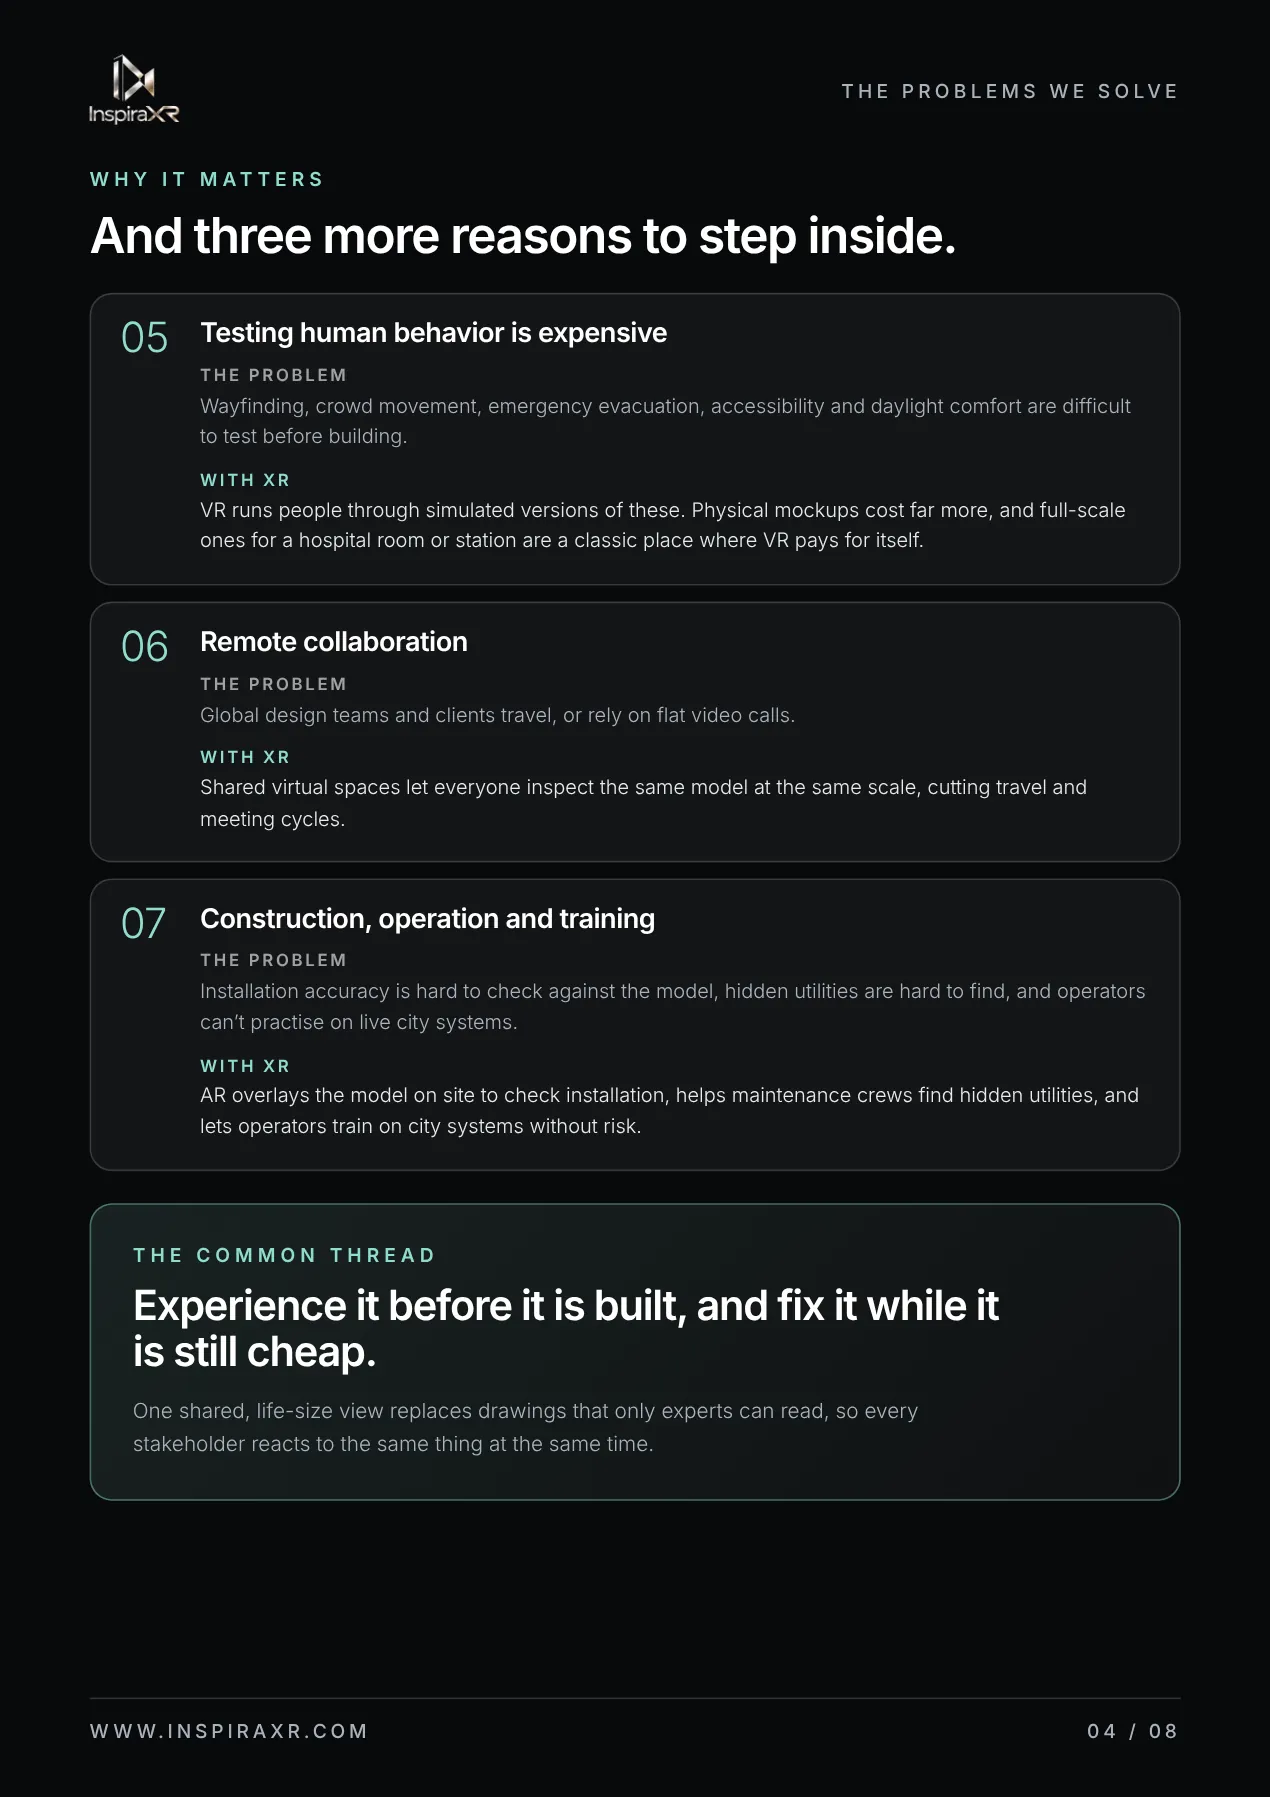 InspiraXR
THE PROBLEMS WE SOLVE
WHY IT MATTERS
And three more reasons to step inside.
05
Testing human behavior is expensive
THE PROBLEM
Wayfinding, crowd movement, emergency evacuation, accessibility and daylight comfort are difficult
to test before building.
WITH XR
VR runs people through simulated versions of these. Physical mockups cost far more, and full-scale
ones for a hospital room or station are a classic place where VR pays for itself.
06
Remote collaboration
THE PROBLEM
Global design teams and clients travel, or rely on flat video calls.
WITH XR
Shared virtual spaces let everyone inspect the same model at the same scale, cutting travel and
meeting cycles.
07
Construction, operation and training
THE PROBLEM
Installation accuracy is hard to check against the model, hidden utilities are hard to find, and operators
can’t practise on live city systems.
WITH XR
AR overlays the model on site to check installation, helps maintenance crews find hidden utilities, and
lets operators train on city systems without risk.
THE COMMON THREAD
Experience it before it is built, and fix it while it
is still cheap.
One shared, life-size view replaces drawings that only experts can read, so every
stakeholder reacts to the same thing at the same time.
WWW.INSPIRAXR.COM
04 / 08